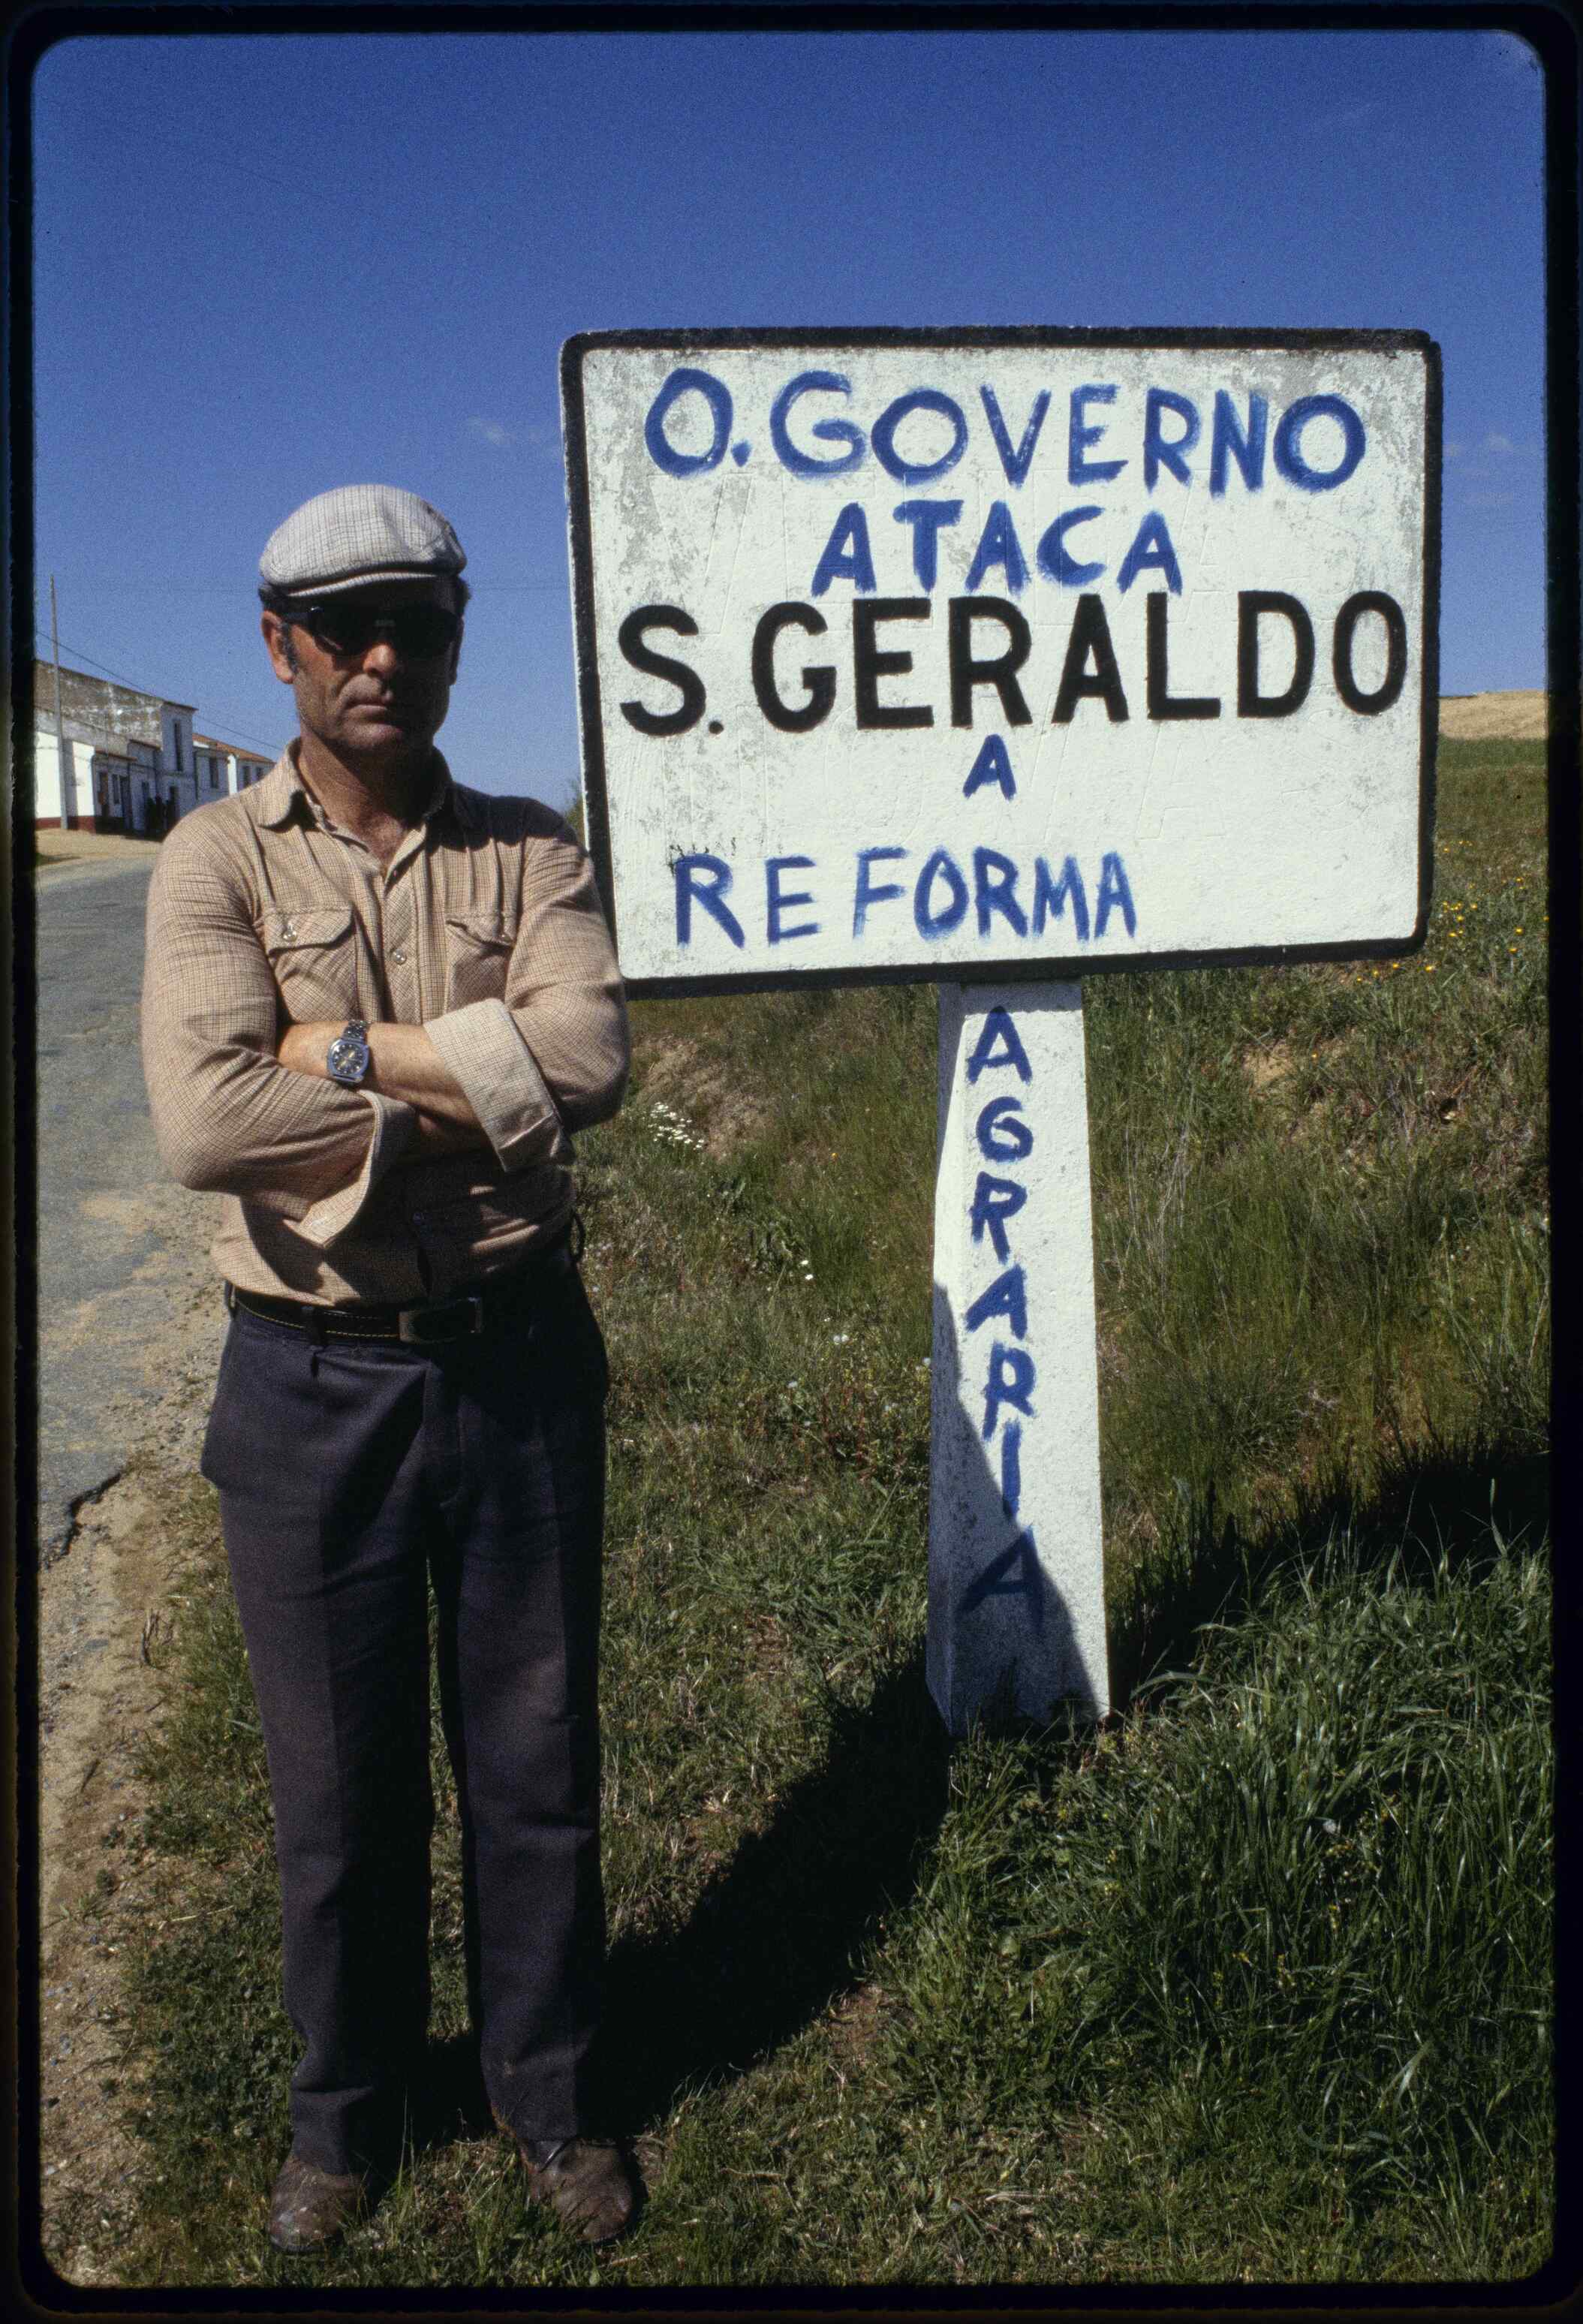 O.GOVERNO
ATACA
S.GERALDO
A
REFORMA
AGRARIA